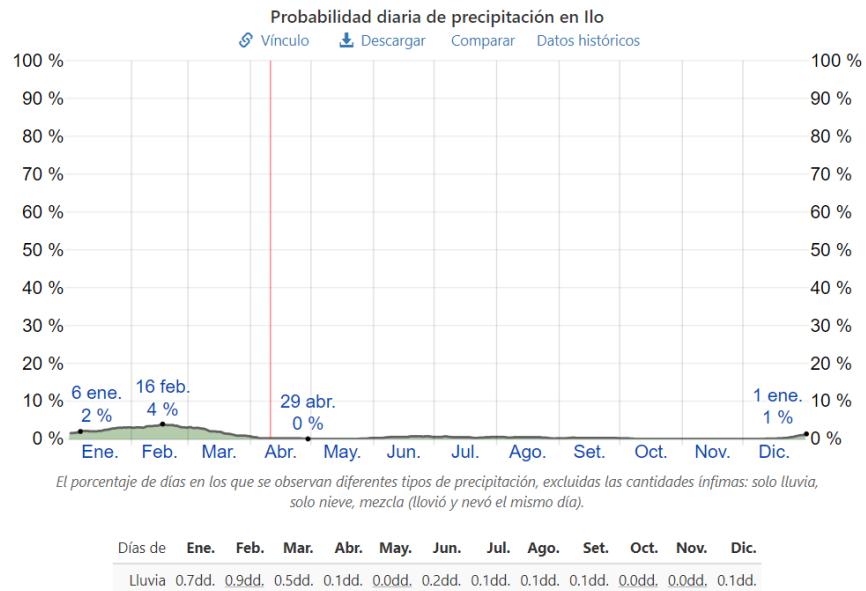 Probabilidad diaria de precipitación en Ilo
Vínculo Descargar Comparar Datos históricos
100 % 100 %
90 % 90 %
80 % 80 %
70 % 70 %
60 % 60 %
50 % 50 %
40 % 40 %
30 % 30 %
20 % 20 %
10 % 10 %
0 % 0 %
6 ene.
2 %
16 feb.
4 %
29 abr.
0 %
1 ene.
1 %
Ene. Feb. Mar. Abr. May. Jun. Jul. Ago. Set. Oct. Nov. Dic.
El porcentaje de días en los que se observan diferentes tipos de precipitación, excluidas las cantidades ínfimas: solo lluvia,
solo nieve, mezcla (llovió y nevó el mismo día).
Días de Ene. Feb. Mar. Abr. May. Jun. Jul. Ago. Set. Oct. Nov. Dic.
Lluvia 0.7dd. 0.9dd. 0.5dd. 0.1dd. 0.0dd. 0.2dd. 0.1dd. 0.1dd. 0.1dd. 0.0dd. 0.0dd. 0.1dd.